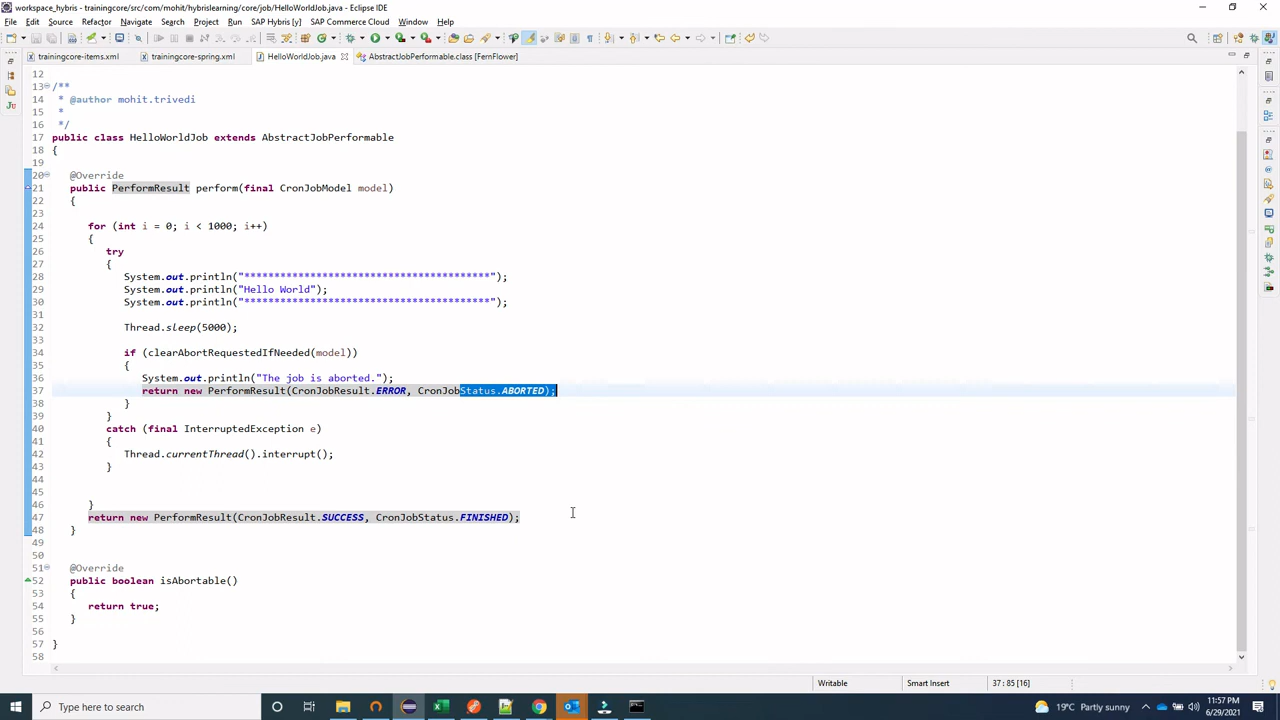 workspace_hybris - trainingcore/src/com/mohit/hybrislearning/core/job/HelloWorldJob.java - Eclipse IDE
File Edit Source Refactor Navigate Search Project Run SAP Hybris [y] SAP Commerce Cloud Window Help
trainingcore-items.xml trainingcore-spring.xml HelloWorldJob.java AbstractJobPerformable.class [FernFlower]
12
13 /**
14 * @author mohit.trivedi
15 *
16 */
17 public class HelloWorldJob extends AbstractJobPerformable
18 {
19
20 @Override
21 public PerformResult perform(final CronJobModel model)
22 {
23
24 for (int i = 0; i < 1000; i++)
25 {
26 try
27 {
28 System.out.println("*****************************************");
29 System.out.println("Hello World");
30 System.out.println("*****************************************");
31
32 Thread.sleep(5000);
33
34 if (clearAbortRequestedIfNeeded(model))
35 {
36 System.out.println("The job is aborted.");
37 return new PerformResult(CronJobResult.ERROR, CronJobStatus.ABORTED);
38 }
39 }
40 catch (final InterruptedException e)
41 {
42 Thread.currentThread().interrupt();
43 }
44
45
46 }
47 return new PerformResult(CronJobResult.SUCCESS, CronJobStatus.FINISHED);
48 }
49
50
51 @Override
52 public boolean isAbortable()
53 {
54 return true;
55 }
56
57 }
58
Writable Smart Insert 37 : 85 [16]
Type here to search 19°C Partly sunny 11:57 PM
6/29/2021